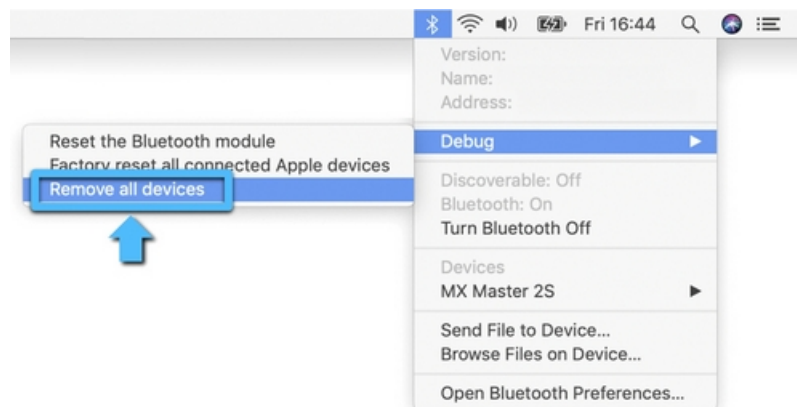 Fri 16:44
Version:
Name:
Address:
Debug
Reset the Bluetooth module
Factory reset all connected Apple devices
Remove all devices
Discoverable: Off
Bluetooth: On
Turn Bluetooth Off
Devices
MX Master 2S
Send File to Device...
Browse Files on Device...
Open Bluetooth Preferences...